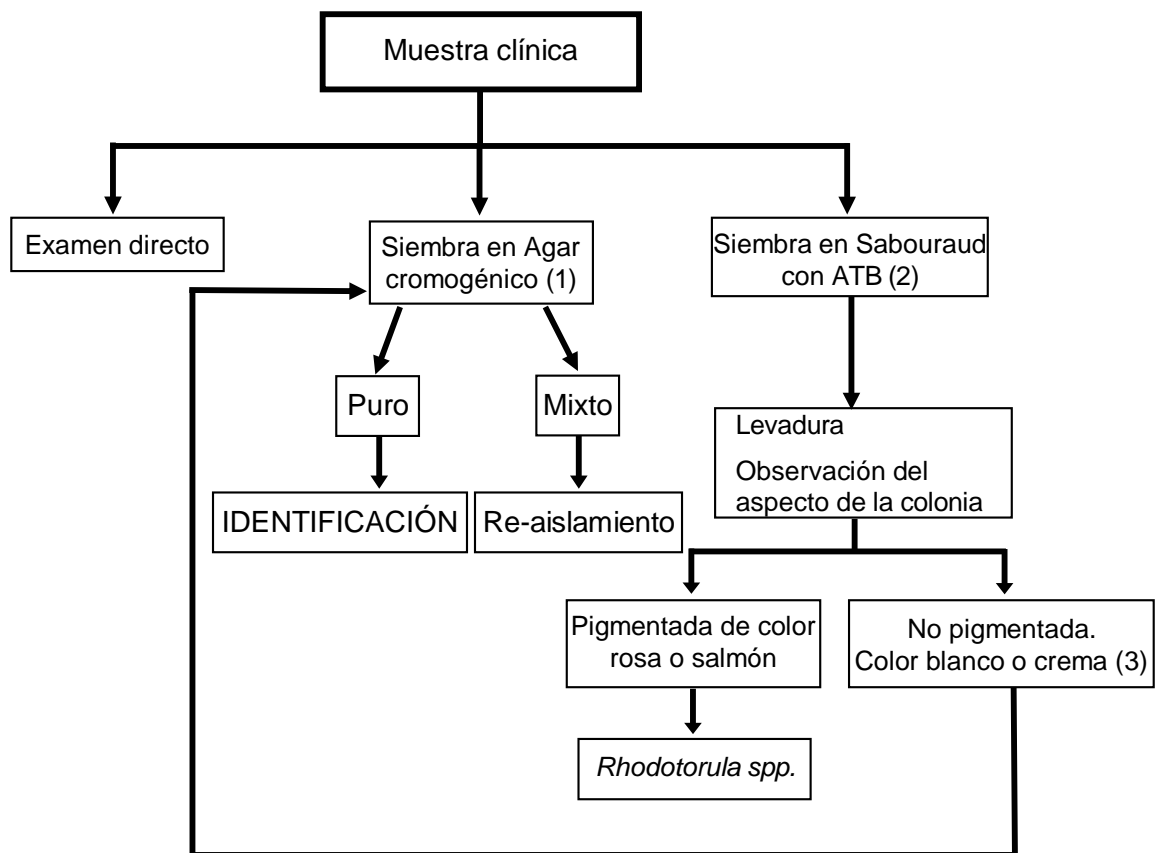 Muestra clínica
Examen directo
Siembra en Agar
cromogénico (1)
Siembra en Sabouraud
con ATB (2)
Puro
Mixto
IDENTIFICACIÓN
Re-aislamiento
Levadura
Observación del
aspecto de la colonia
Pigmentada de color
rosa o salmón
No pigmentada.
Color blanco o crema (3)
Rhodotorula spp.